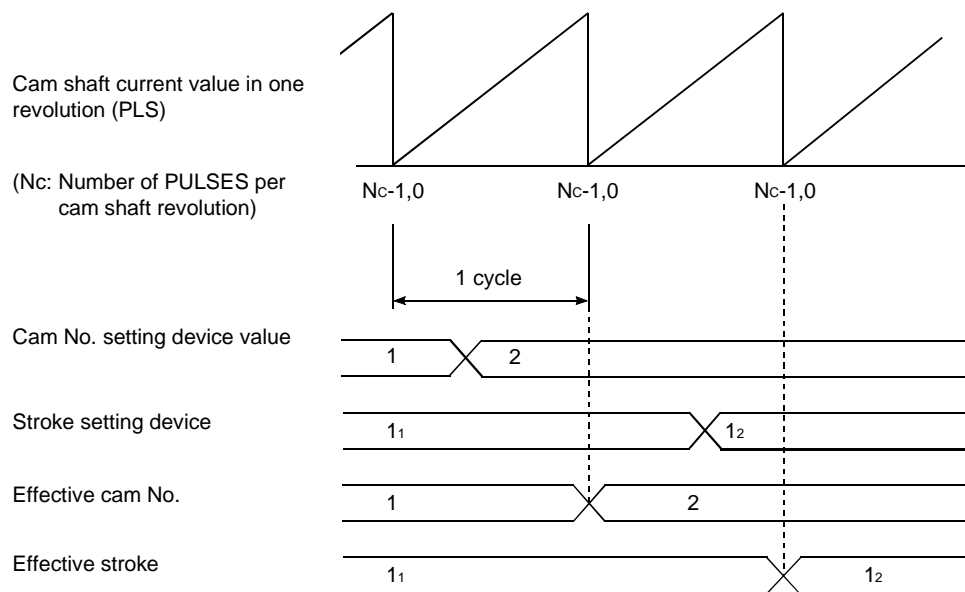 Cam shaft current value in one
revolution (PLS)
(Nc: Number of PULSES per
cam shaft revolution)
Nc-1,0 Nc-1,0 Nc-1,0
1 cycle
Cam No. setting device value 1 2
Stroke setting device 1₁ 1₂
Effective cam No. 1 2
Effective stroke 1₁ 1₂